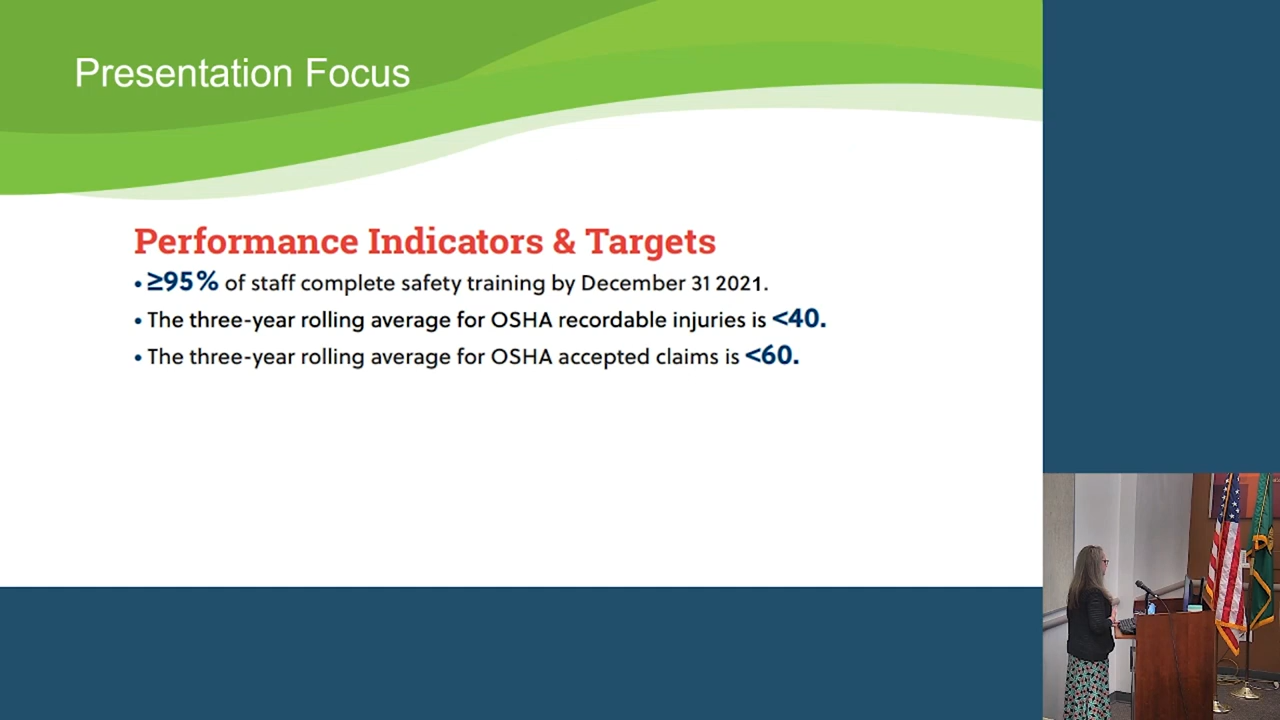 Presentation Focus
Performance Indicators & Targets
• ≥95% of staff complete safety training by December 31 2021.
• The three-year rolling average for OSHA recordable injuries is <40.
• The three-year rolling average for OSHA accepted claims is <60.